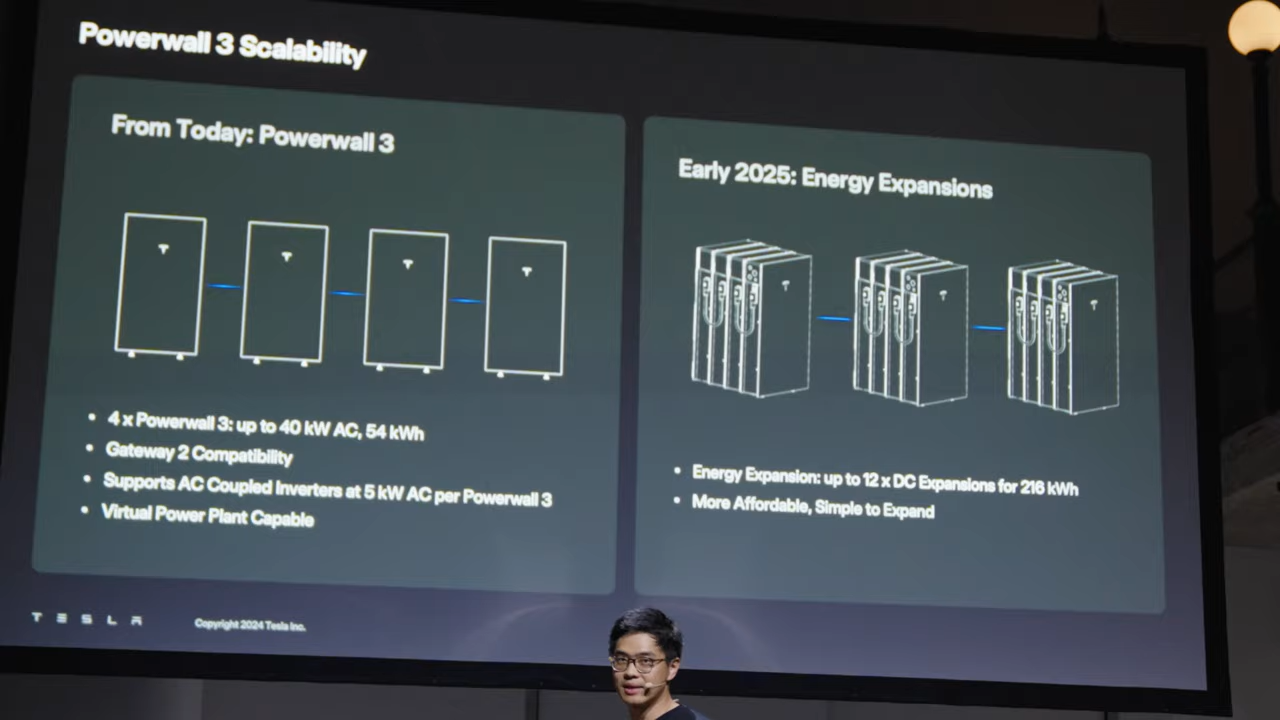 Powerwall 3 Scalability
From Today: Powerwall 3
• 4 x Powerwall 3: up to 40 kW AC, 54 kWh
• Gateway 2 Compatibility
• Supports AC Coupled Inverters at 5 kW AC per Powerwall 3
• Virtual Power Plant Capable
Early 2025: Energy Expansions
• Energy Expansion: up to 12 x DC Expansions for 216 kWh
• More Affordable, Simple to Expand
TESLA
Copyright 2024 Tesla Inc.